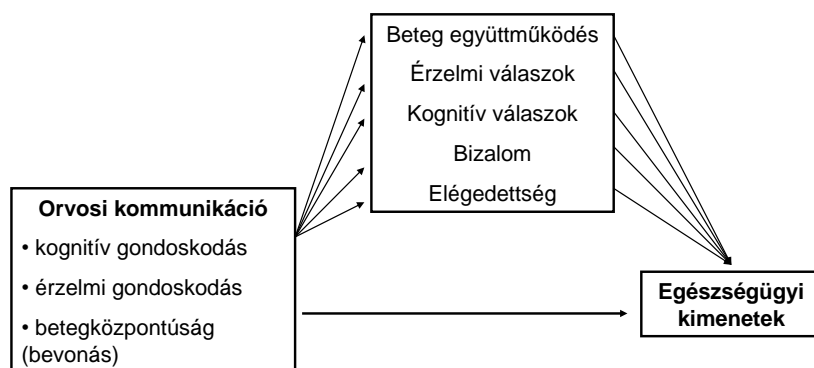 Beteg együttműködés
Érzelmi válaszok
Kognitív válaszok
Bizalom
Elégedettség
Orvosi kommunikáció
• kognitív gondoskodás
• érzelmi gondoskodás
• betegközpontúság
(bevonás)
Egészségügyi
kimenetek